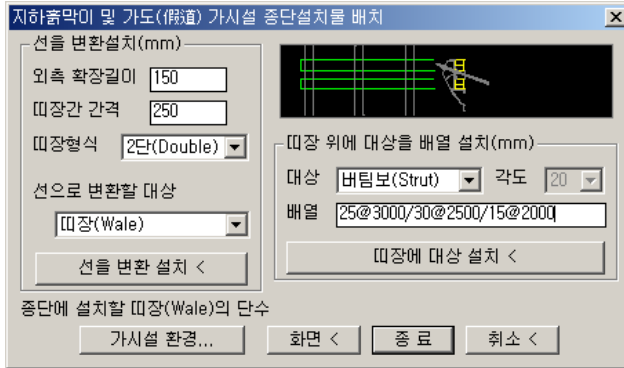 지하흙막이 및 가도(假道) 가시설 종단설치물 배치
선을 변환설치(mm)
외측 확장길이 150
띠장간 간격 250
띠장형식 2단(Double)
선으로 변환할 대상
띠장(Wale)
선을 변환 설치 <
띠장 위에 대상을 배열 설치(mm)
대상 버팀보(Strut) 각도 20
배열 25@3000/30@2500/15@2000
띠장에 대상 설치 <
종단에 설치할 띠장(Wale)의 단수
가시설 환경... 화면 < 종 료 취소 <